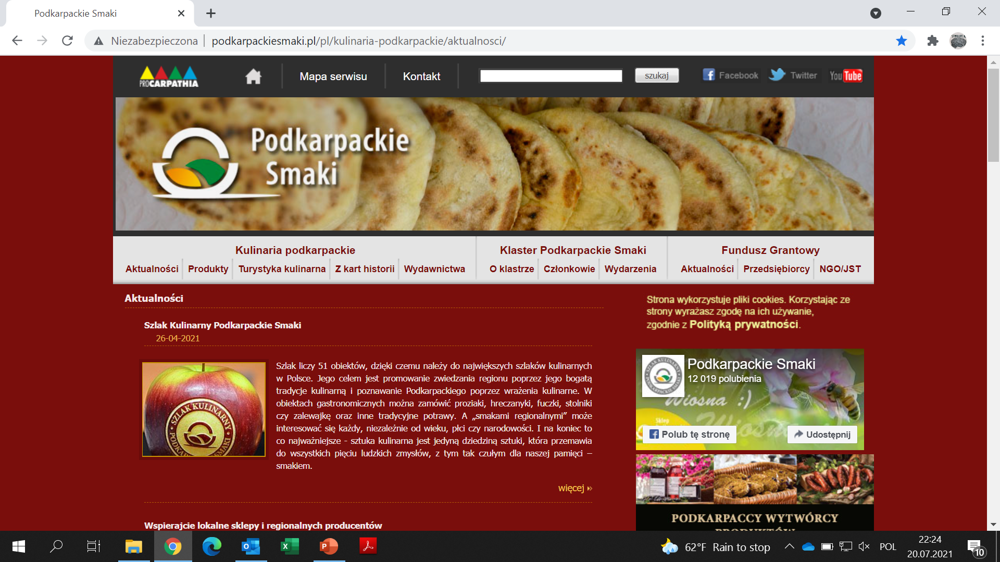 Podkarpackie Smaki
Niezabezpieczona podkarpackiesmaki.pl/pl/kulinaria-podkarpackie/aktualnosci/
PROCARPATHIA
Mapa serwisu
Kontakt
szukaj
Facebook
Twitter
YouTube
Podkarpackie
Smaki
Kulinaria podkarpackie
Aktualności
Produkty
Turystyka kulinarna
Z kart historii
Wydawnictwa
Klaster Podkarpackie Smaki
O klastrze
Członkowie
Wydarzenia
Fundusz Grantowy
Aktualności
Przedsiębiorcy
NGO/JST
Aktualności
Szlak Kulinarny Podkarpackie Smaki
26-04-2021
SZLAK KULINARNY
Szlak liczy 51 obiektów, dzięki czemu należy do największych szlaków kulinarnych
w Polsce. Jego celem jest promowanie zwiedzania regionu poprzez jego bogatą
tradycje kulinarną i poznawanie Podkarpackiego poprzez wrażenia kulinarne. W
obiektach gastronomicznych można zamówić proziaki, hreczanyki, fuczki, stolniki
czy zalewajkę oraz inne tradycyjne potrawy. A „smakami regionalnymi” może
interesować się każdy, niezależnie od wieku, płci czy narodowości. I na koniec to
co najważniejsze - sztuka kulinarna jest jedyną dziedziną sztuki, która przemawia
do wszystkich pięciu ludzkich zmysłów, z tym tak czułym dla naszej pamięci –
smakiem.
więcej
Wspierajcie lokalne sklepy i regionalnych producentów
Strona wykorzystuje pliki cookies. Korzystając ze
strony wyrażasz zgodę na ich używanie,
zgodnie z Polityką prywatności.
SZLAK KULINARNY PODKARPACKIE SMAKI
Podkarpackie Smaki
12 019 polubienia
Wiosna :)
Sklep
Polub tę stronę
Udostępnij
PODKARPACCY WYTWÓRCY
PRODUKTÓW
62°F Rain to stop
POL
22:24
20.07.2021
10